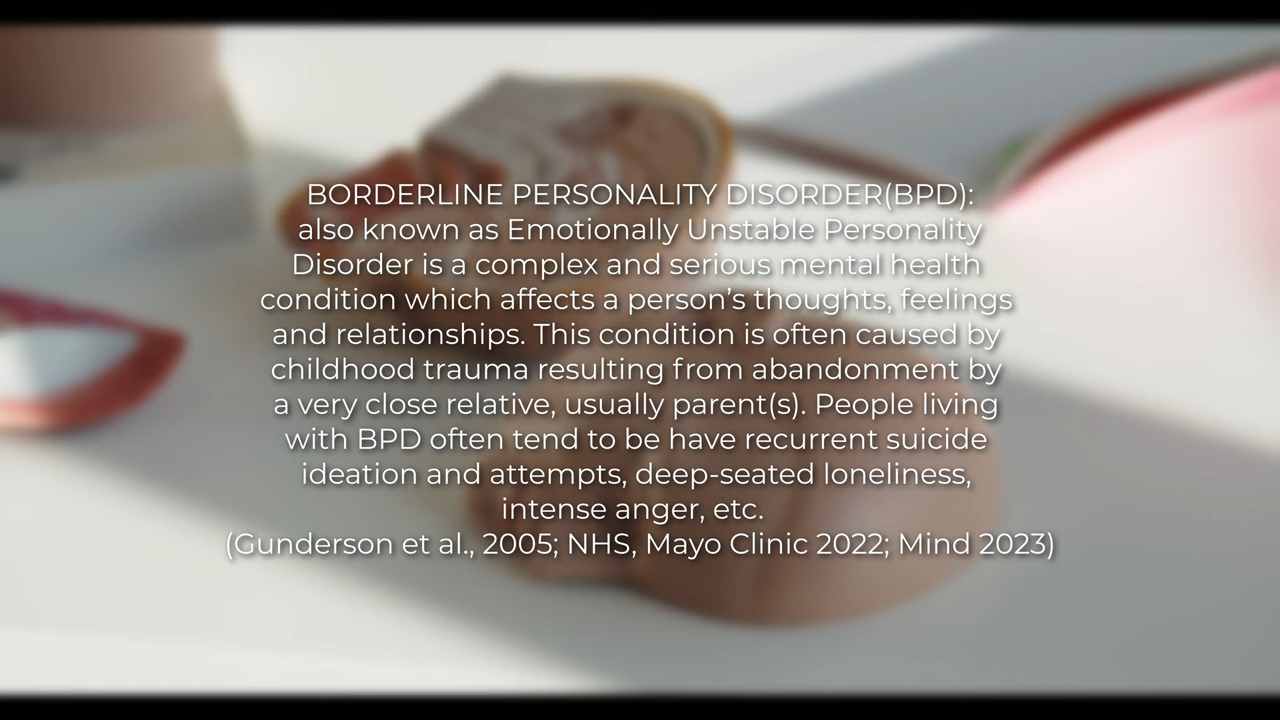 BORDERLINE PERSONALITY DISORDER(BPD):
also known as Emotionally Unstable Personality
Disorder is a complex and serious mental health
condition which affects a person's thoughts, feelings
and relationships. This condition is often caused by
childhood trauma resulting from abandonment by
a very close relative, usually parent(s). People living
with BPD often tend to be have recurrent suicide
ideation and attempts, deep-seated loneliness,
intense anger, etc.
(Gunderson et al., 2005; NHS, Mayo Clinic 2022; Mind 2023)